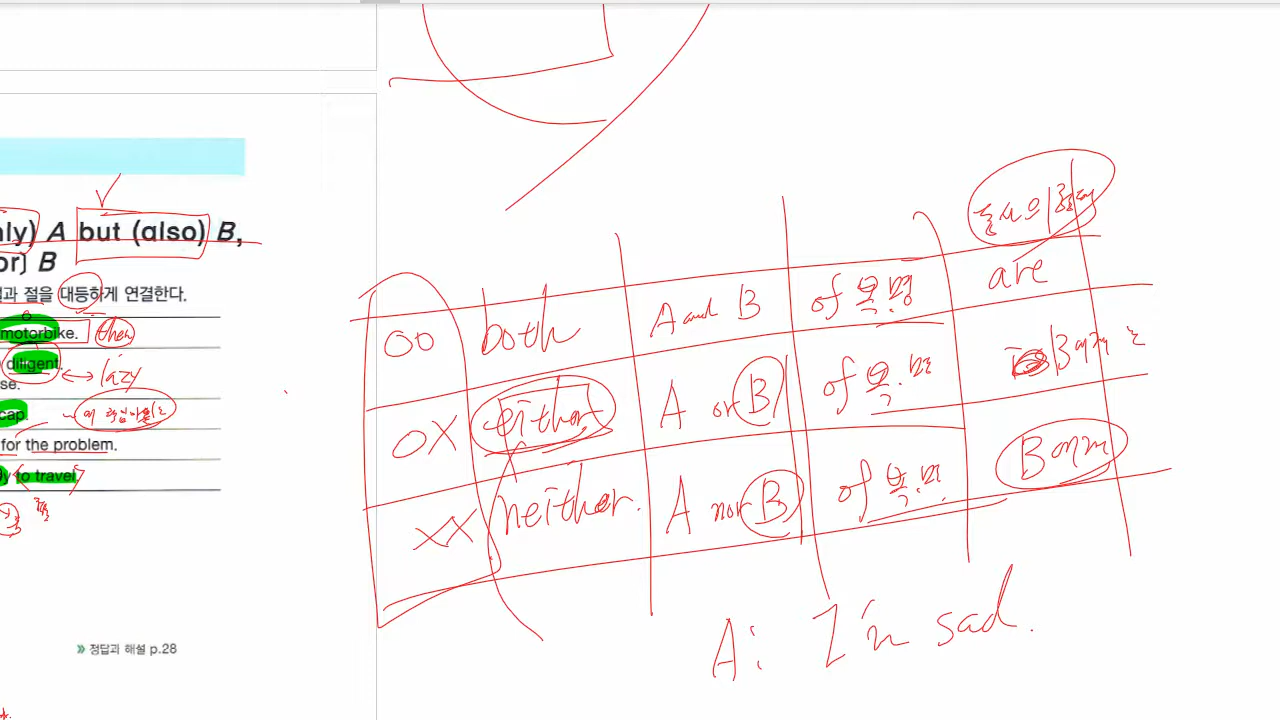 nly) A but (also) B,
or) B
절과 절을 대등하게 연결한다.
motorbike. then
diligent. ↔ lazy
se.
cap.
for the problem.
y to travel.
» 정답과 해설 p.28
동사의 형태
OO both A and B of 복.명 are
OX either A or B of 복.명 B에
XX neither A nor B of 복.명 B에
A: I'm sad.